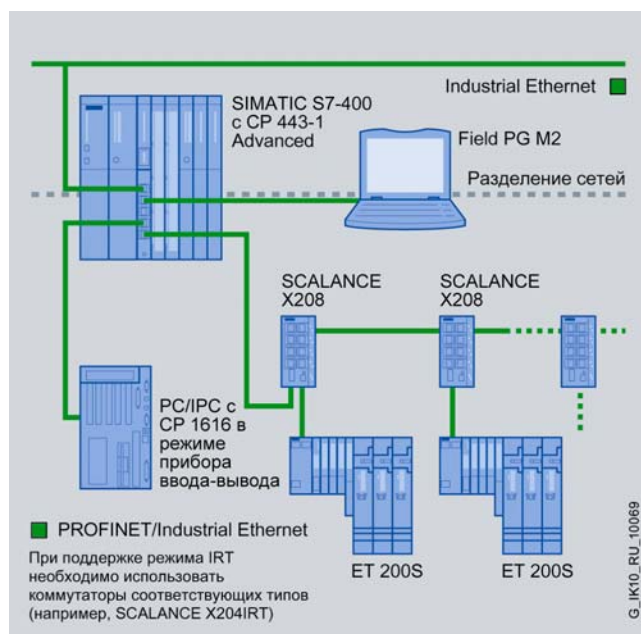 Industrial Ethernet
SIMATIC S7-400
с CP 443-1
Advanced
Field PG M2
Разделение сетей
SCALANCE
X208
SCALANCE
X208
PC/IPC с
CP 1616 в
режиме
прибора
ввода-вывода
PROFINET/Industrial Ethernet
При поддержке режима IRT
необходимо использовать
коммутаторы соответствующих типов
(например, SCALANCE X204IRT)
ET 200S
ET 200S
G_IK10_RU_10069